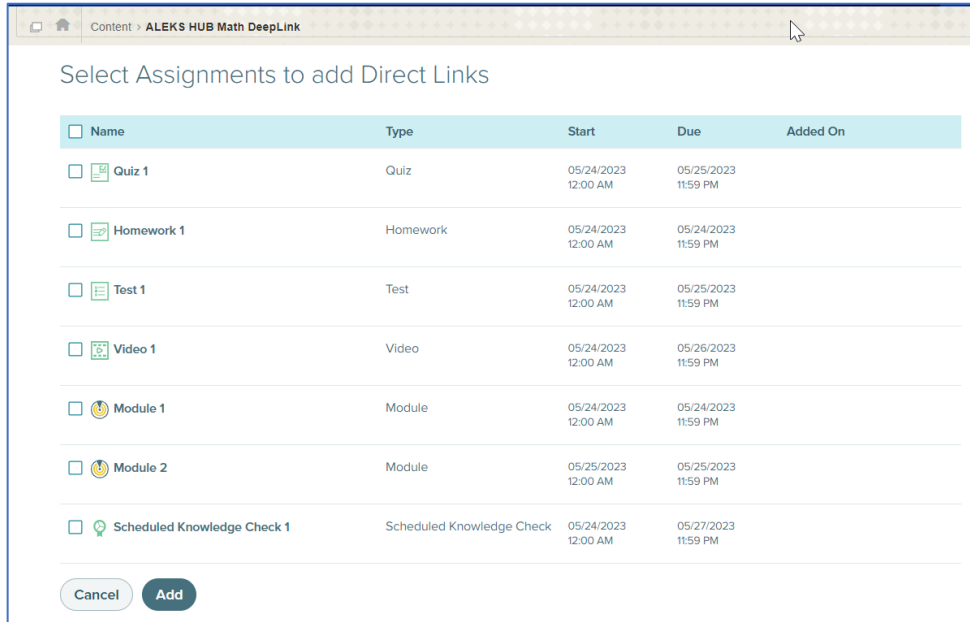 Content > ALEKS HUB Math DeepLink
Select Assignments to add Direct Links
Name Type Start Due Added On
Quiz 1 Quiz 05/24/2023 05/25/2023
12:00 AM 11:59 PM
Homework 1 Homework 05/24/2023 05/24/2023
12:00 AM 11:59 PM
Test 1 Test 05/24/2023 05/25/2023
12:00 AM 11:59 PM
Video 1 Video 05/24/2023 05/26/2023
12:00 AM 11:59 PM
Module 1 Module 05/24/2023 05/24/2023
12:00 AM 11:59 PM
Module 2 Module 05/25/2023 05/25/2023
12:00 AM 11:59 PM
Scheduled Knowledge Check 1 Scheduled Knowledge Check 05/24/2023 05/27/2023
12:00 AM 11:59 PM
Cancel Add